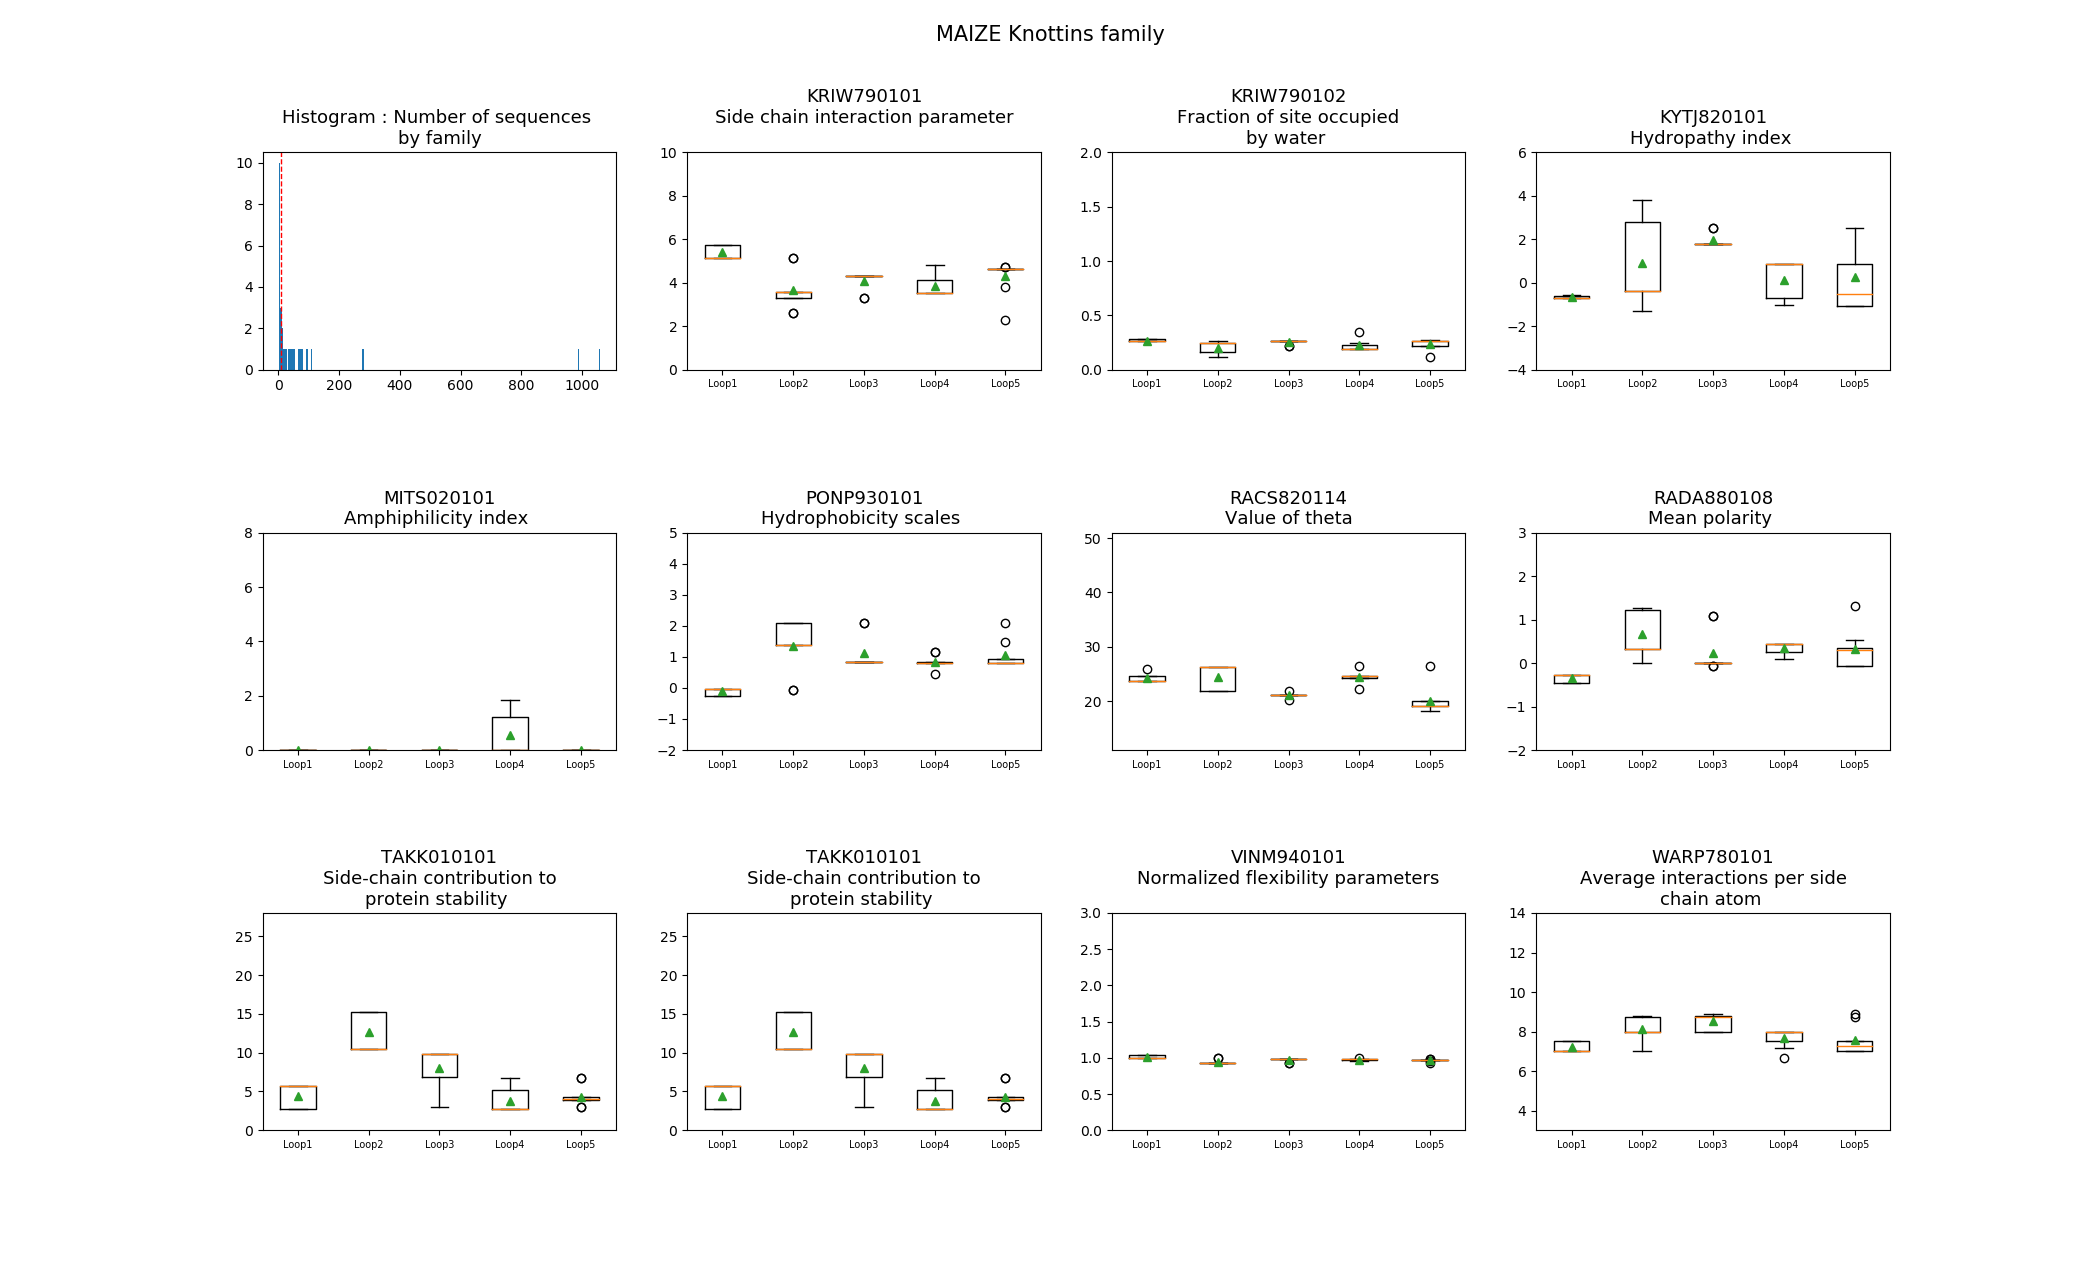 MAIZE Knottins family
Histogram : Number of sequences
by family
10
8
6
4
2
0
0 200 400 600 800 1000
KRIW790101
Side chain interaction parameter
10
8
6
4
2
0
Loop1 Loop2 Loop3 Loop4 Loop5
KRIW790102
Fraction of site occupied
by water
2.0
1.5
1.0
0.5
0.0
Loop1 Loop2 Loop3 Loop4 Loop5
KYTJ820101
Hydropathy index
6
4
2
0
−2
−4
Loop1 Loop2 Loop3 Loop4 Loop5
MITS020101
Amphiphilicity index
8
6
4
2
0
Loop1 Loop2 Loop3 Loop4 Loop5
PONP930101
Hydrophobicity scales
5
4
3
2
1
0
−1
−2
Loop1 Loop2 Loop3 Loop4 Loop5
RACS820114
Value of theta
50
40
30
20
Loop1 Loop2 Loop3 Loop4 Loop5
RADA880108
Mean polarity
3
2
1
0
−1
−2
Loop1 Loop2 Loop3 Loop4 Loop5
TAKK010101
Side-chain contribution to
protein stability
25
20
15
10
5
0
Loop1 Loop2 Loop3 Loop4 Loop5
TAKK010101
Side-chain contribution to
protein stability
25
20
15
10
5
0
Loop1 Loop2 Loop3 Loop4 Loop5
VINM940101
Normalized flexibility parameters
3.0
2.5
2.0
1.5
1.0
0.5
0.0
Loop1 Loop2 Loop3 Loop4 Loop5
WARP780101
Average interactions per side
chain atom
14
12
10
8
6
4
Loop1 Loop2 Loop3 Loop4 Loop5